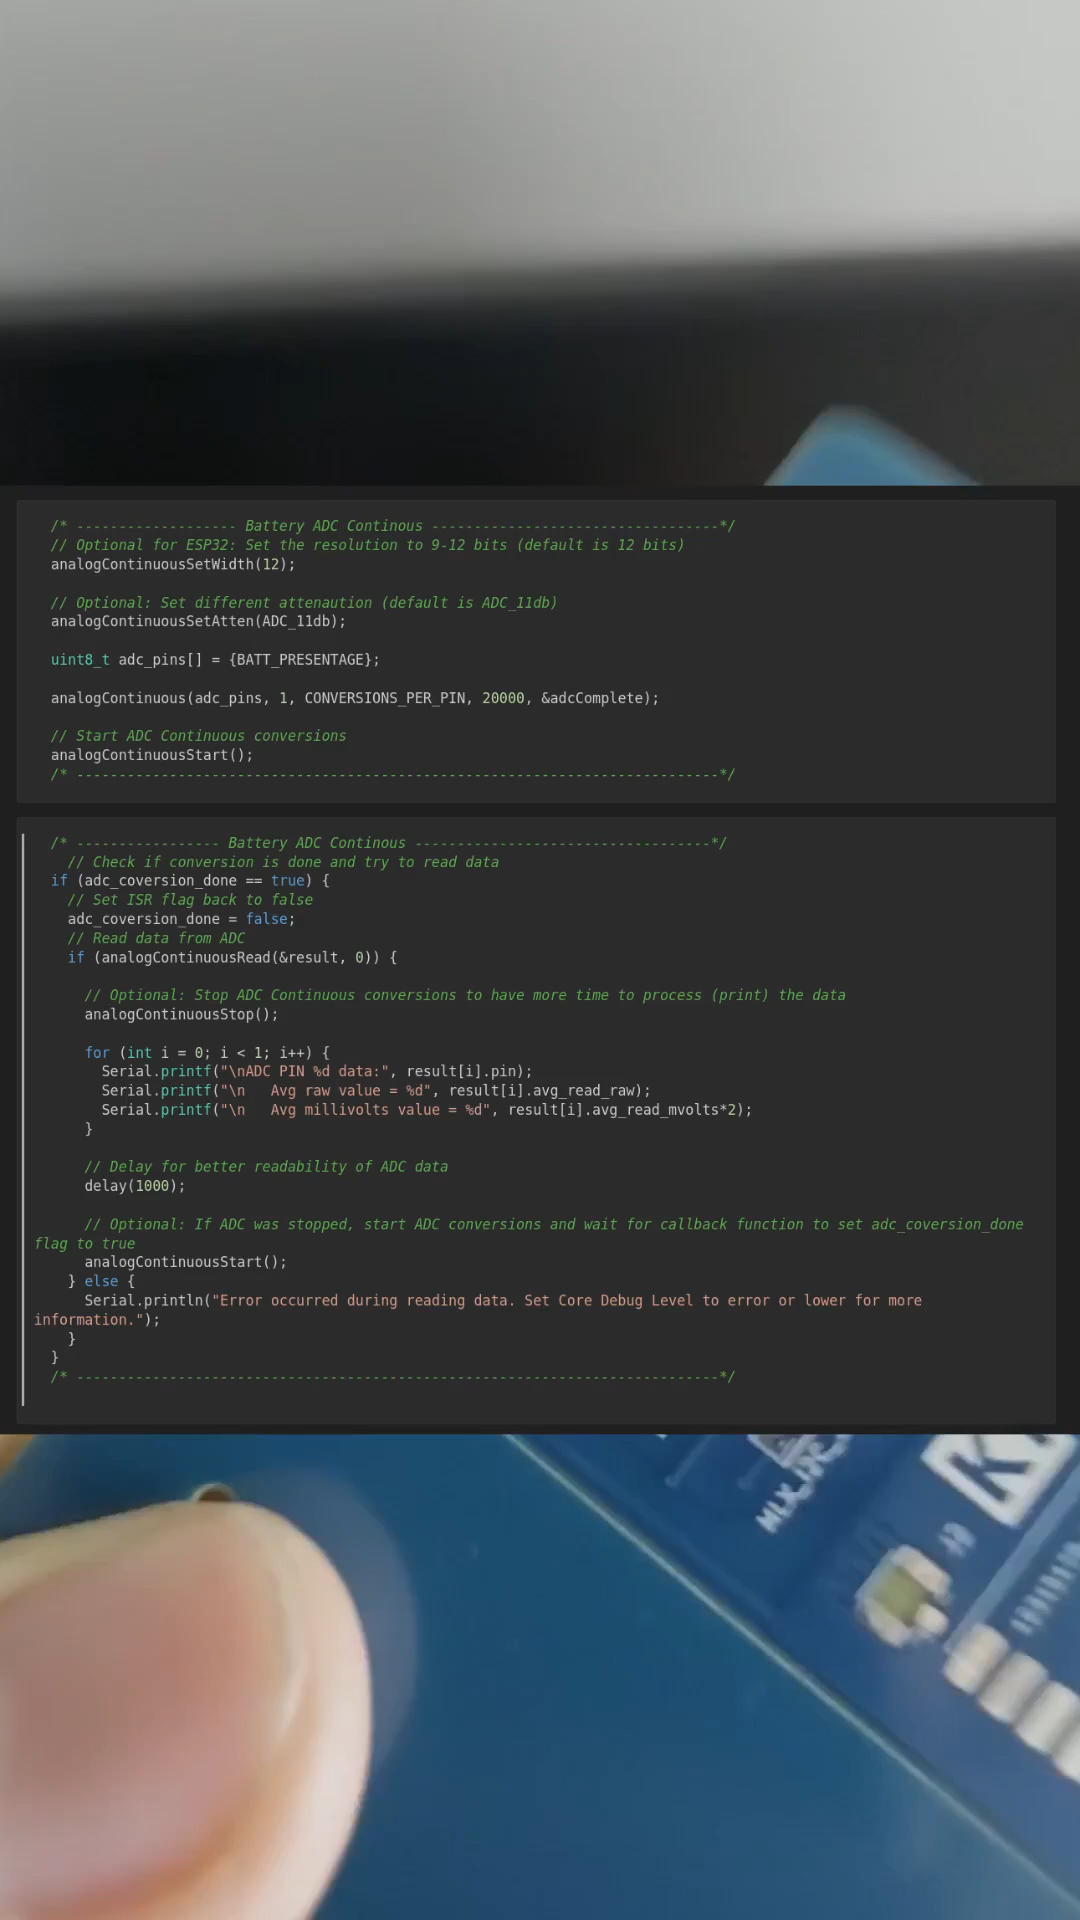 /* ------------------- Battery ADC Continous ----------------------------------*/
// Optional for ESP32: Set the resolution to 9-12 bits (default is 12 bits)
analogContinuousSetWidth(12);
// Optional: Set different attenaution (default is ADC_11db)
analogContinuousSetAtten(ADC_11db);
uint8_t adc_pins[] = {BATT_PRESENTAGE};
analogContinuous(adc_pins, 1, CONVERSIONS_PER_PIN, 20000, &adcComplete);
// Start ADC Continuous conversions
analogContinuousStart();
/* ----------------------------------------------------------------------------*/
/* ----------------- Battery ADC Continous -----------------------------------*/
// Check if conversion is done and try to read data
if (adc_coversion_done == true) {
// Set ISR flag back to false
adc_coversion_done = false;
// Read data from ADC
if (analogContinuousRead(&result, 0)) {
// Optional: Stop ADC Continuous conversions to have more time to process (print) the data
analogContinuousStop();
for (int i = 0; i < 1; i++) {
Serial.printf("\nADC PIN %d data:", result[i].pin);
Serial.printf("\n   Avg raw value = %d", result[i].avg_read_raw);
Serial.printf("\n   Avg millivolts value = %d", result[i].avg_read_mvolts*2);
}
// Delay for better readability of ADC data
delay(1000);
// Optional: If ADC was stopped, start ADC conversions and wait for callback function to set adc_coversion_done
flag to true
analogContinuousStart();
} else {
Serial.println("Error occurred during reading data. Set Core Debug Level to error or lower for more
information.");
}
}
/* ----------------------------------------------------------------------------*/